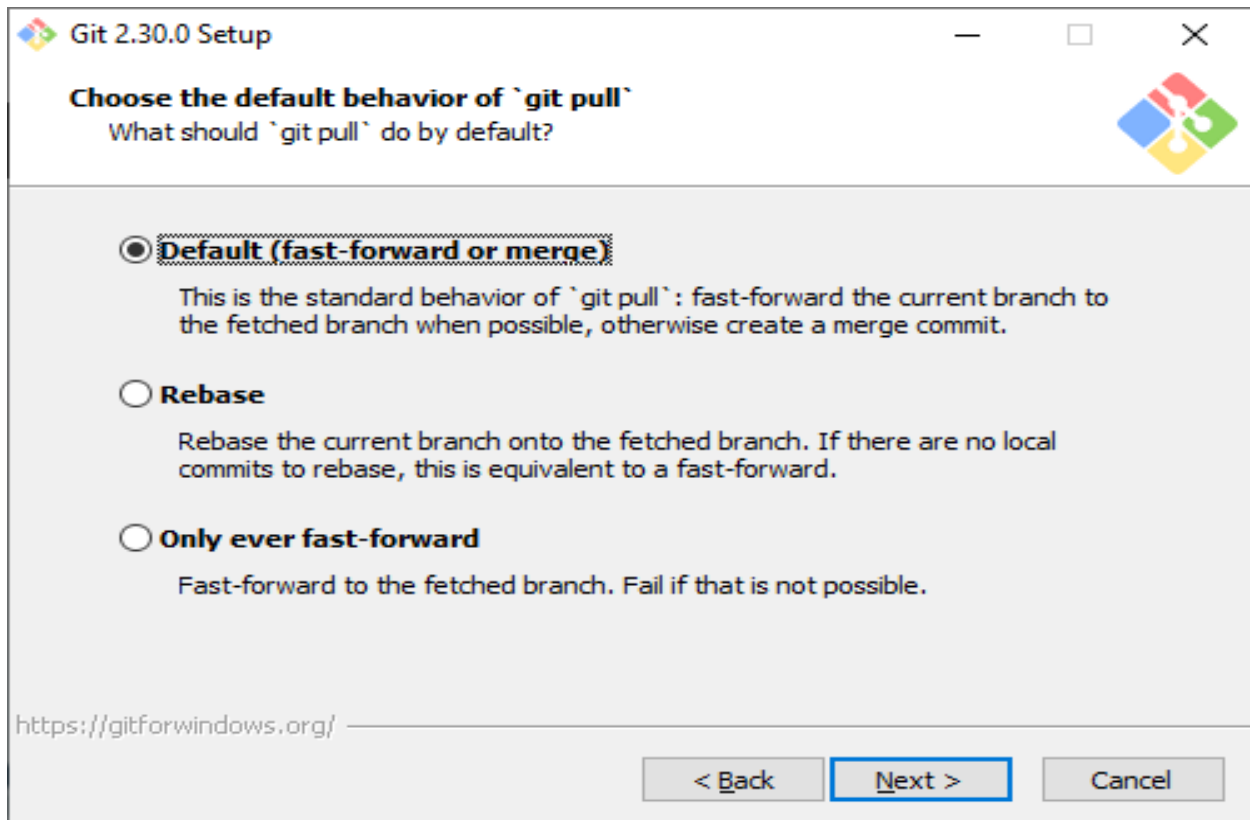 Git 2.30.0 Setup
Choose the default behavior of `git pull`
What should `git pull` do by default?
Default (fast-forward or merge)
This is the standard behavior of `git pull`: fast-forward the current branch to
the fetched branch when possible, otherwise create a merge commit.
Rebase
Rebase the current branch onto the fetched branch. If there are no local
commits to rebase, this is equivalent to a fast-forward.
Only ever fast-forward
Fast-forward to the fetched branch. Fail if that is not possible.
https://gitforwindows.org/
< Back Next > Cancel